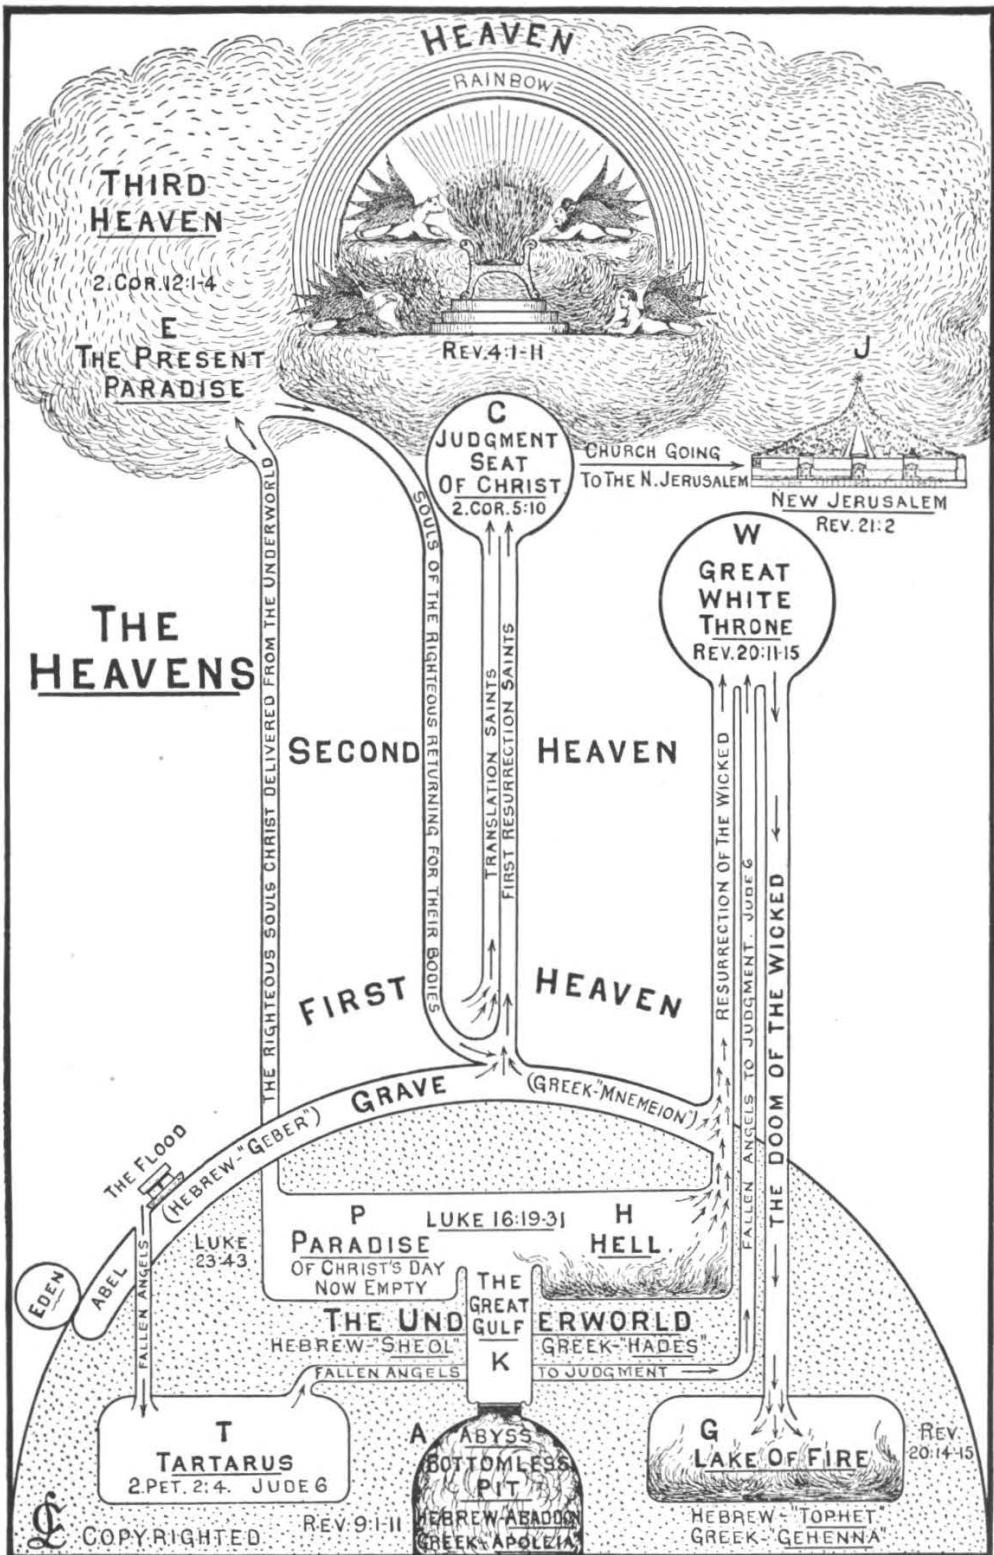 HEAVEN
RAINBOW
THIRD
HEAVEN
2.COR.12:1-4
E
THE PRESENT
PARADISE
REV.4:1-11
J
C
JUDGMENT
SEAT
OF CHRIST
2.COR.5:10
CHURCH GOING
TO THE N.JERUSALEM
NEW JERUSALEM
REV. 21:2
W
GREAT
WHITE
THRONE
REV.20:11-15
THE
HEAVENS
THE RIGHTEOUS SOULS CHRIST DELIVERED FROM THE UNDERWORLD
SOULS OF THE RIGHTEOUS RETURNING FOR THEIR BODIES
TRANSLATION SAINTS
FIRST RESURRECTION SAINTS
SECOND HEAVEN
FIRST HEAVEN
RESURRECTION OF THE WICKED
FALLEN ANGELS TO JUDGMENT. JUDE 6
THE DOOM OF THE WICKED
GRAVE
(HEBREW-"GEBER")
(GREEK-"MNEMEION")
THE FLOOD
EDEN
ABEL
FALLEN ANGELS
LUKE
23:43
P
PARADISE
OF CHRIST'S DAY
NOW EMPTY
LUKE 16:19-31
H
HELL
THE
GREAT
GULF
K
THE UNDERWORLD
HEBREW-"SHEOL" GREEK-"HADES"
FALLEN ANGELS TO JUDGMENT
T
TARTARUS
2.PET. 2:4. JUDE 6
A
ABYSS
BOTTOMLESS
PIT
HEBREW-ABADDON
GREEK-"APOLEIA"
REV.9:1-11
G
LAKE OF FIRE
REV.
20:14-15
HEBREW-"TOPHET"
GREEK-"GEHENNA"
CL
COPYRIGHTED.